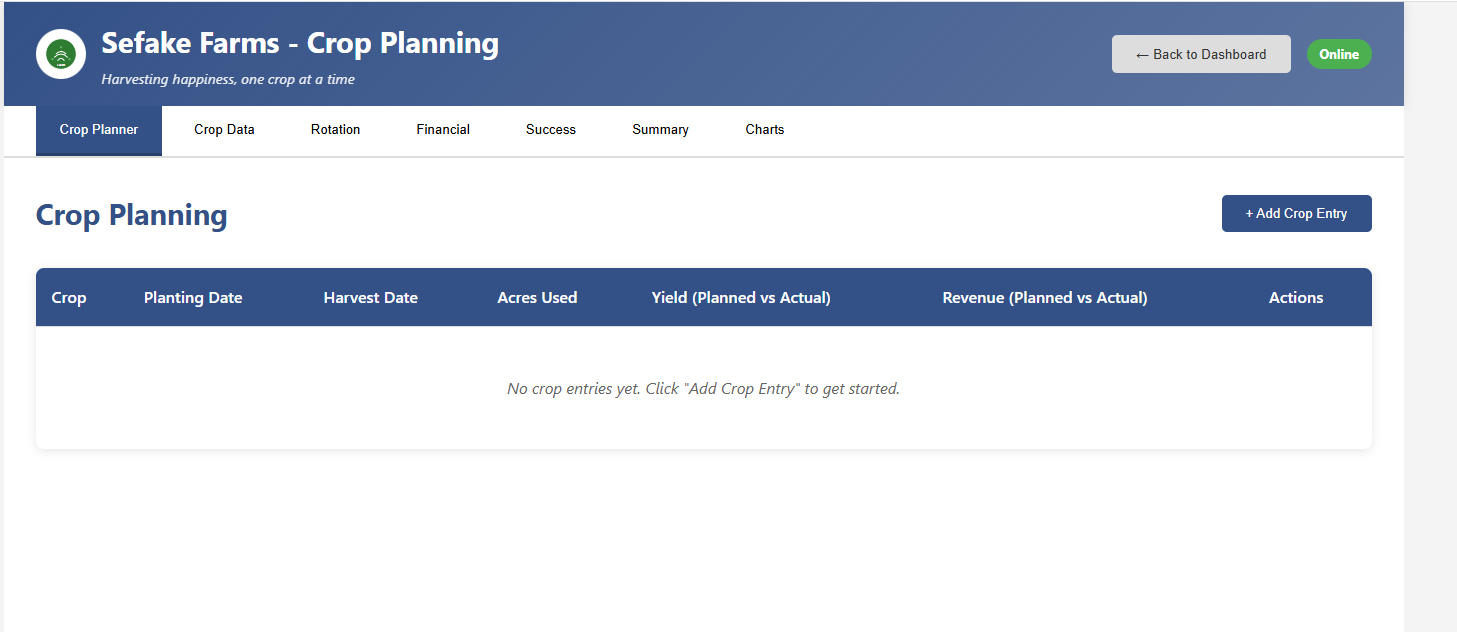 Sefake Farms - Crop Planning
Harvesting happiness, one crop at a time
← Back to Dashboard
Online
Crop Planner
Crop Data
Rotation
Financial
Success
Summary
Charts
Crop Planning
+ Add Crop Entry
Crop
Planting Date
Harvest Date
Acres Used
Yield (Planned vs Actual)
Revenue (Planned vs Actual)
Actions
No crop entries yet. Click "Add Crop Entry" to get started.